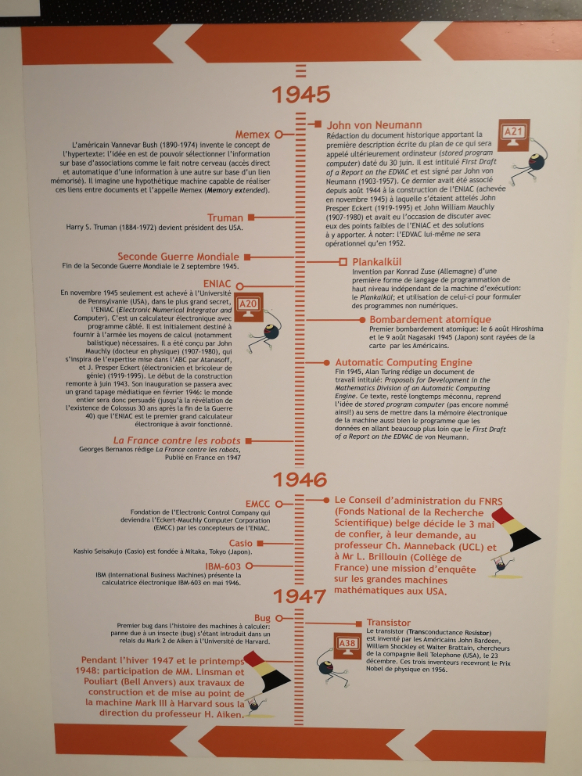 1945
Memex
L'américain Vannevar Bush (1890-1974) invente le concept de
l'hypertexte: l'idée en est de pouvoir sélectionner l'information
sur base d'associations comme le fait notre cerveau (accès direct
et automatique d'une information à une autre sur base d'un lien
mémorisé). Il imagine une hypothétique machine capable de réaliser
ces liens entre documents et l'appelle Memex (Memory extended).
Truman
Harry S. Truman (1884-1972) devient président des USA.
Seconde Guerre Mondiale
Fin de la Seconde Guerre Mondiale le 2 septembre 1945.
ENIAC
En novembre 1945 seulement est achevé à l'Université
de Pennsylvanie (USA), dans le plus grand secret,
l'ENIAC (Electronic Numerical Integrator and
Computer). C'est un calculateur électronique avec
programme câblé. Il est initialement destiné à
fournir à l'armée les moyens de calcul (notamment
balistique) nécessaires. Il a été conçu par John
Mauchly (docteur en physique) (1907-1980), qui
s'inspira de l'expertise mise dans l'ABC par Atanasoff,
et J. Presper Eckert (électronicien et bricoleur de
génie) (1919-1995). Le début de la construction
remonte à juin 1943. Son inauguration se passera avec
un grand tapage médiatique en février 1946: le monde
entier sera donc persuadé (jusqu'à la révélation de
l'existence de Colossus 30 ans après la fin de la Guerre
40) que l'ENIAC est le premier grand calculateur
électronique à avoir fonctionné.
A20
La France contre les robots
Georges Bernanos rédige La France contre les robots,
Publié en France en 1947
John von Neumann
Rédaction du document historique apportant la
première description écrite du plan de ce qui sera
appelé ultérieurement ordinateur (stored program
computer) daté du 30 juin. Il est intitulé First Draft
of a Report on the EDVAC et est signé par John von
Neumann (1903-1957). Ce dernier avait été associé
depuis août 1944 à la construction de l'ENIAC (achevée
en novembre 1945) à laquelle s'étaient attelés John
Presper Eckert (1919-1995) et John William Mauchly
(1907-1980) et avait eu l'occasion de discuter avec
eux des points faibles de l'ENIAC et des solutions
à y apporter. À noter: l'EDVAC lui-même ne sera
opérationnel qu'en 1952.
A21
Plankalkül
Invention par Konrad Zuse (Allemagne) d'une
première forme de langage de programmation de
haut niveau indépendant de la machine d'exécution:
le Plankalkül; et utilisation de celui-ci pour formuler
des programmes non numériques.
Bombardement atomique
Premier bombardement atomique: le 6 août Hiroshima
et le 9 août Nagasaki 1945 (Japon) sont rayées de la
carte par les Américains.
Automatic Computing Engine
Fin 1945, Alan Turing rédige un document de
travail intitulé: Proposals for Development in the
Mathematics Division of an Automatic Computing
Engine. Ce texte, resté longtemps méconnu, reprend
l'idée de stored program computer (pas encore nommé
ainsi!) au sens de mettre dans la mémoire électronique
de la machine aussi bien le programme que les
données en allant beaucoup plus loin que le First Draft
of a Report on the EDVAC de von Neumann.
1946
EMCC
Fondation de l'Electronic Control Company qui
deviendra l'Eckert-Mauchly Computer Corporation
(EMCC) par les concepteurs de l'ENIAC.
Casio
Kashio Seisakujo (Casio) est fondée à Mitaka, Tokyo (Japon).
IBM-603
IBM (International Business Machines) présente la
calculatrice électronique IBM-603 en mai 1946.
Le Conseil d'administration du FNRS
(Fonds National de la Recherche
Scientifique) belge décide le 3 mai
de confier, à leur demande, au
professeur Ch. Manneback (UCL) et
à Mr L. Brillouin (Collège de
France) une mission d'enquête
sur les grandes machines
mathématiques aux USA.
1947
Bug
Premier bug dans l'histoire des machines à calculer:
panne due à un insecte (bug) s'étant introduit dans un
relais du Mark 2 de Aiken à l'Université de Harvard.
Pendant l'hiver 1947 et le printemps
1948: participation de MM. Linsman et
Pouliart (Bell Anvers) aux travaux de
construction et de mise au point de
la machine Mark III à Harvard sous la
direction du professeur H. Aiken.
Transistor
Le transistor (Transconductance Resistor)
est inventé par les Américains John Bardeen,
William Shockley et Walter Brattain, chercheurs
de la compagnie Bell Telephone (USA), le 23
décembre. Ces trois inventeurs recevront le Prix
Nobel de physique en 1956.
A38